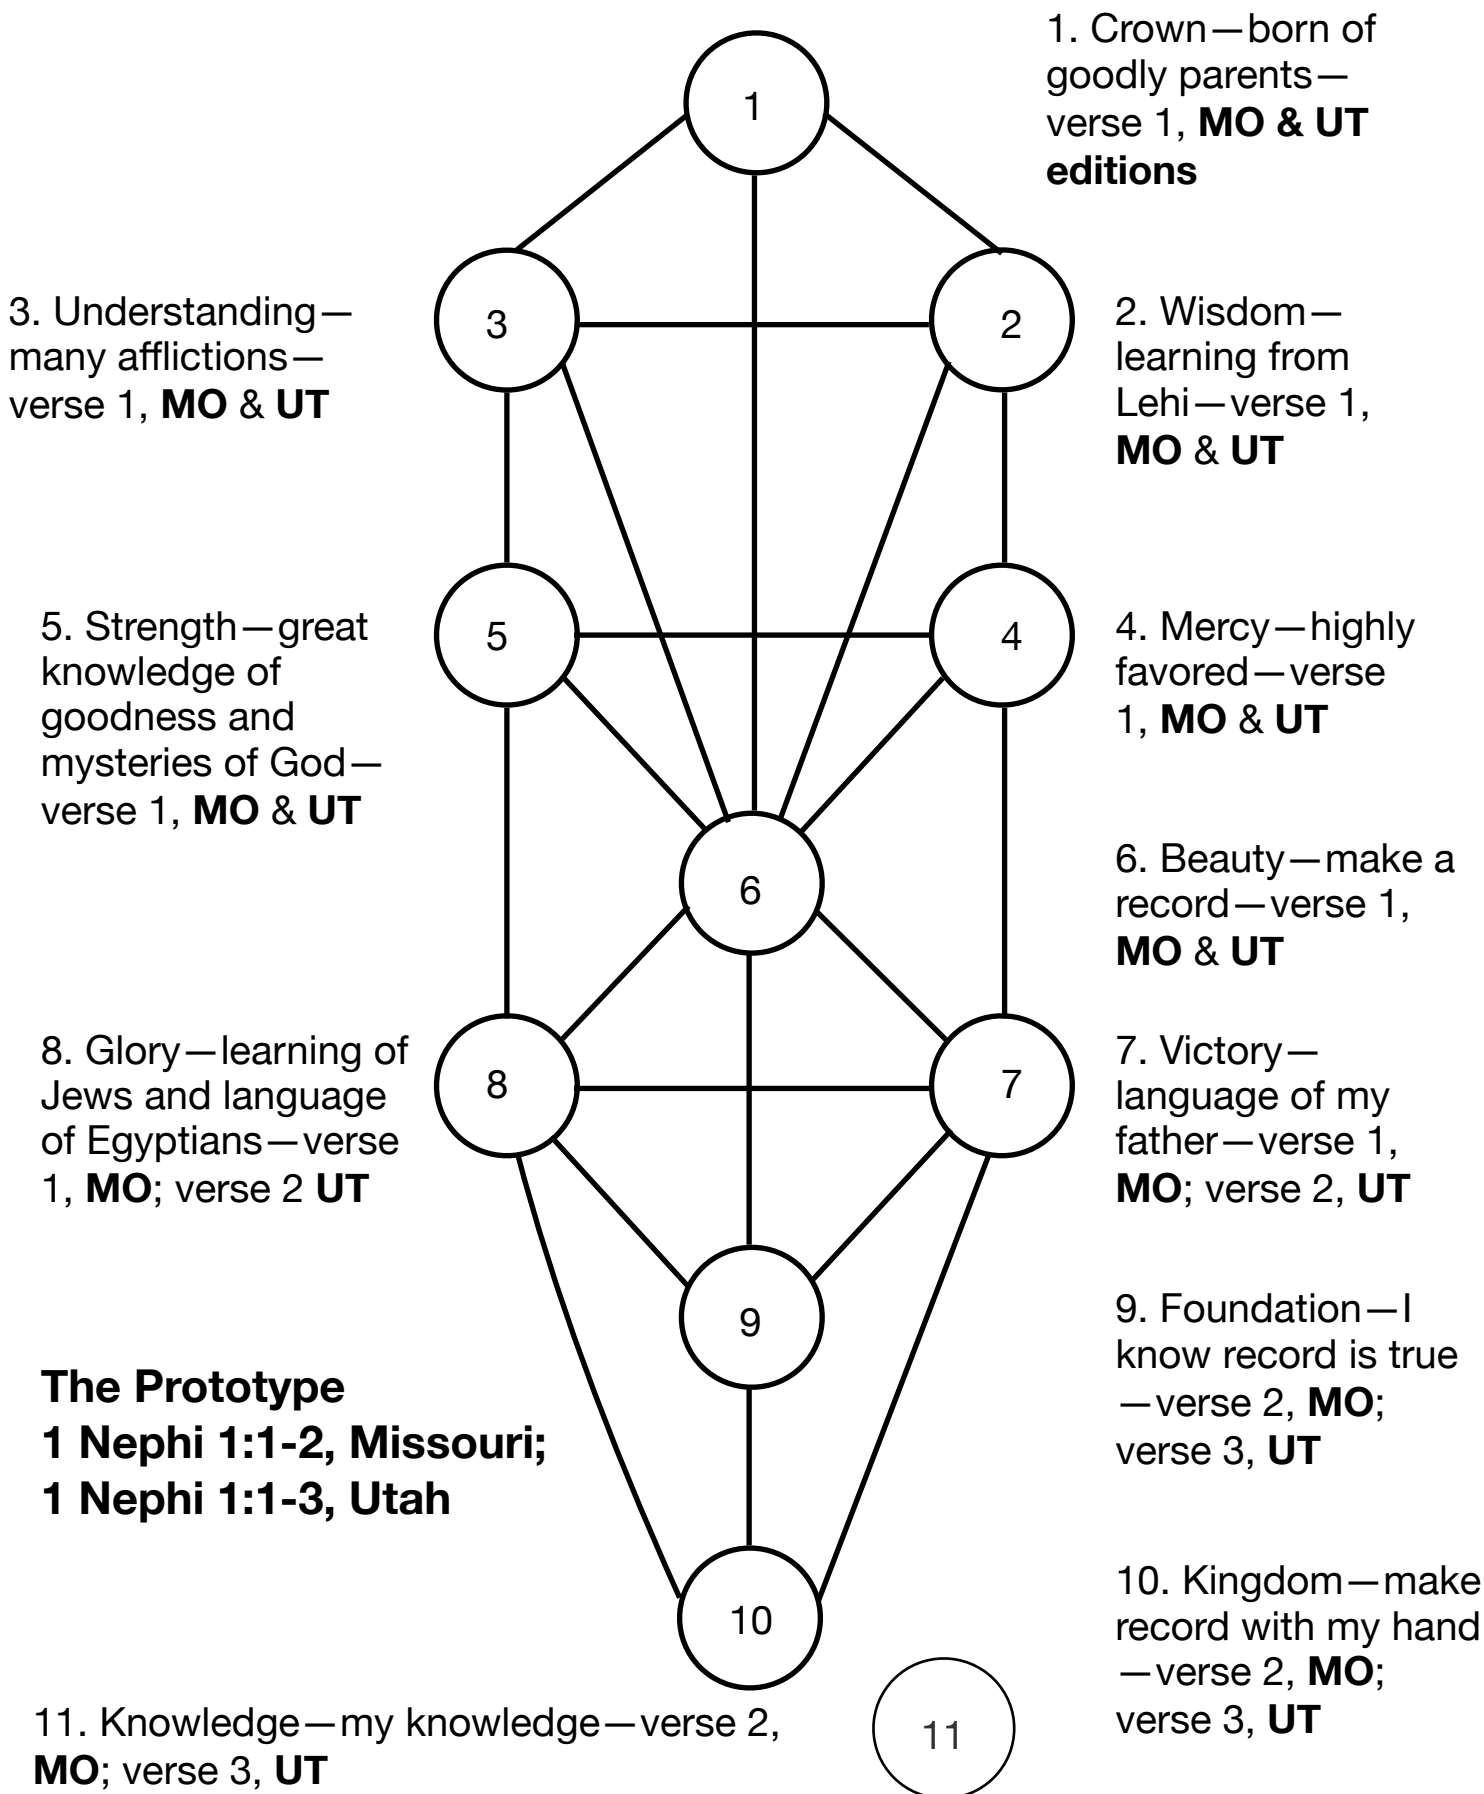 1
1. Crown—born of
goodly parents—
verse 1, MO & UT
editions
3. Understanding—
many afflictions—
verse 1, MO & UT
3
2
2. Wisdom—
learning from
Lehi—verse 1,
MO & UT
5. Strength—great
knowledge of
goodness and
mysteries of God—
verse 1, MO & UT
5
4
4. Mercy—highly
favored—verse
1, MO & UT
6
6. Beauty—make a
record—verse 1,
MO & UT
8. Glory—learning of
Jews and language
of Egyptians—verse
1, MO; verse 2 UT
8
7
7. Victory—
language of my
father—verse 1,
MO; verse 2, UT
9
9. Foundation—I
know record is true
—verse 2, MO;
verse 3, UT
The Prototype
1 Nephi 1:1-2, Missouri;
1 Nephi 1:1-3, Utah
10
10. Kingdom—make
record with my hand
—verse 2, MO;
verse 3, UT
11. Knowledge—my knowledge—verse 2,
MO; verse 3, UT
11